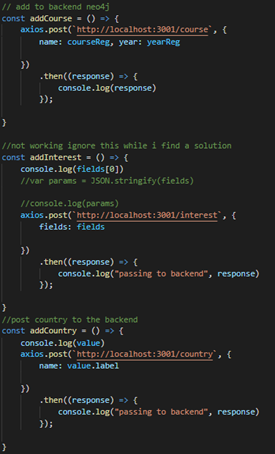 // add to backend neo4j
const addCourse = () => {
axios.post(`http://localhost:3001/course`, {
name: courseReg, year: yearReg
})
.then((response) => {
console.log(response)
});
}
//not working ignore this while i find a solution
const addInterest = () => {
console.log(fields[0])
//var params = JSON.stringify(fields)
//console.log(params)
axios.post(`http://localhost:3001/interest`, {
fields: fields
})
.then((response) => {
console.log("passing to backend", response)
});
}
//post country to the backend
const addCountry = () => {
console.log(value)
axios.post(`http://localhost:3001/country`, {
name: value.label
})
.then((response) => {
console.log("passing to backend", response)
});
}